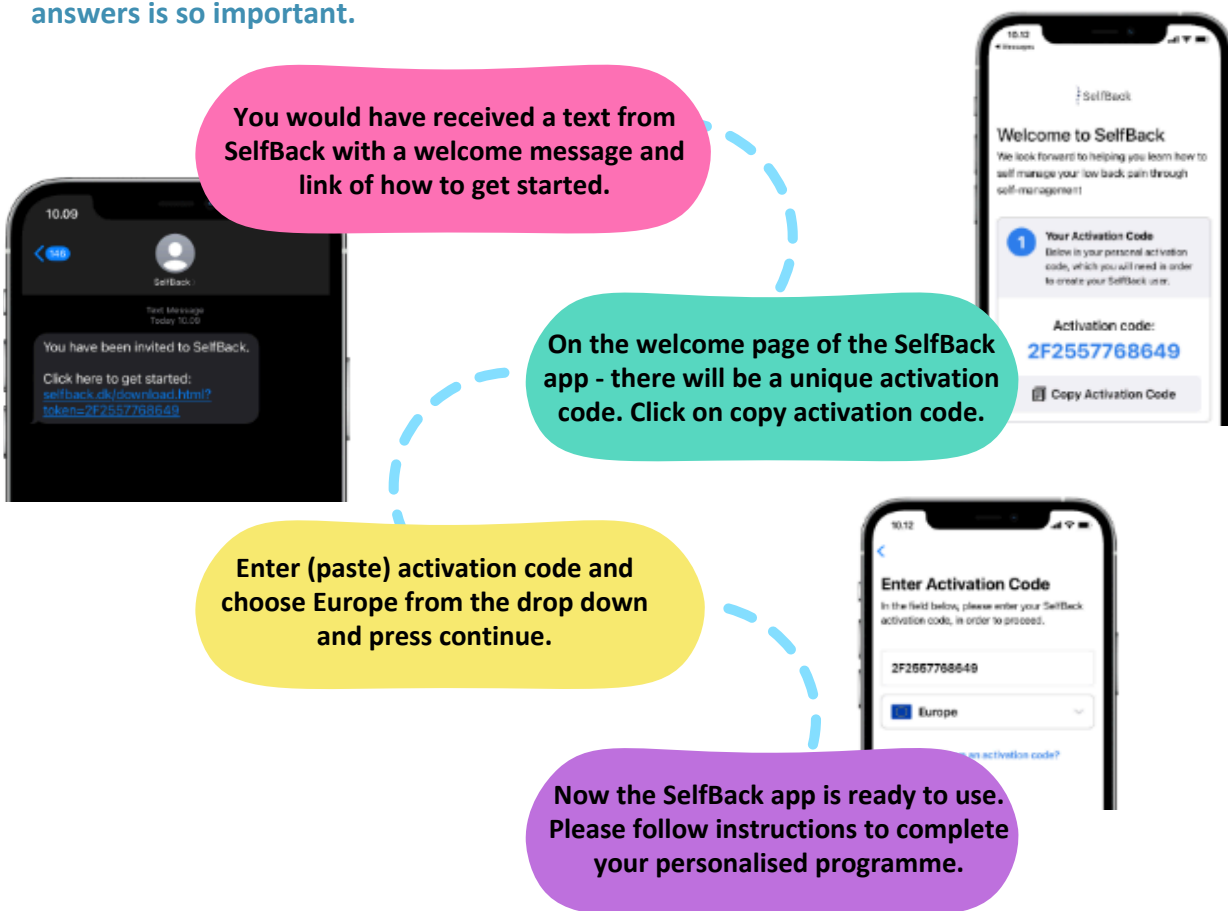 answers is so important.
You would have received a text from
SelfBack with a welcome message and
link of how to get started.
10.09
146
SelfBack
Text Message
Today 10.09
You have been invited to SelfBack.
Click here to get started:
selfback.dk/download.html?
token=2F2557768649
10.12
Messages
SelfBack
Welcome to SelfBack
We look forward to helping you learn how to
self manage your low back pain through
self-management
1
Your Activation Code
Below is your personal activation
code, which you will need in order
to create your SelfBack user.
Activation code:
2F2557768649
Copy Activation Code
On the welcome page of the SelfBack
app - there will be a unique activation
code. Click on copy activation code.
Enter (paste) activation code and
choose Europe from the drop down
and press continue.
10.12
Enter Activation Code
In the field below, please enter your SelfBack
activation code, in order to proceed.
2F2557768649
Europe
an activation code?
Now the SelfBack app is ready to use.
Please follow instructions to complete
your personalised programme.